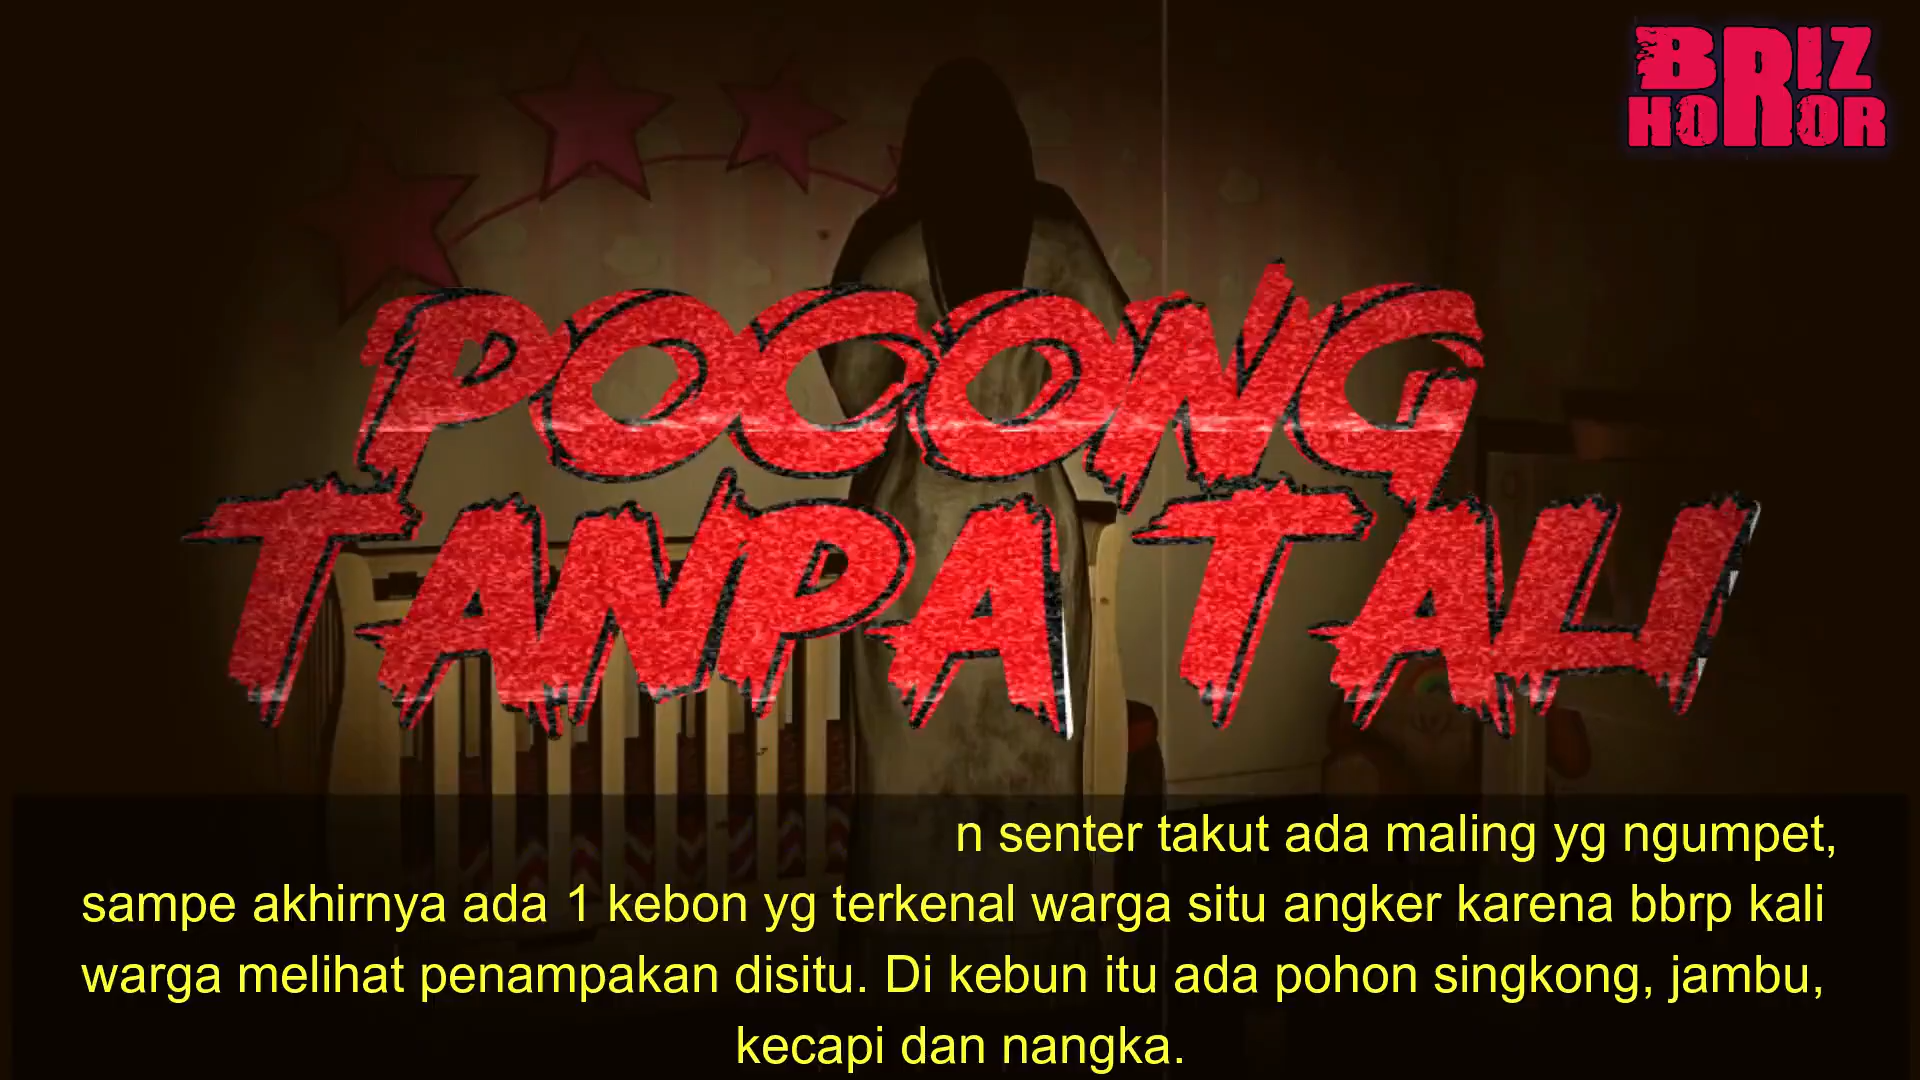 BRIZ
HOROR
POCONG
TANPA TALI
n senter takut ada maling yg ngumpet,
sampe akhirnya ada 1 kebon yg terkenal warga situ angker karena bbrp kali
warga melihat penampakan disitu. Di kebun itu ada pohon singkong, jambu,
kecapi dan nangka.